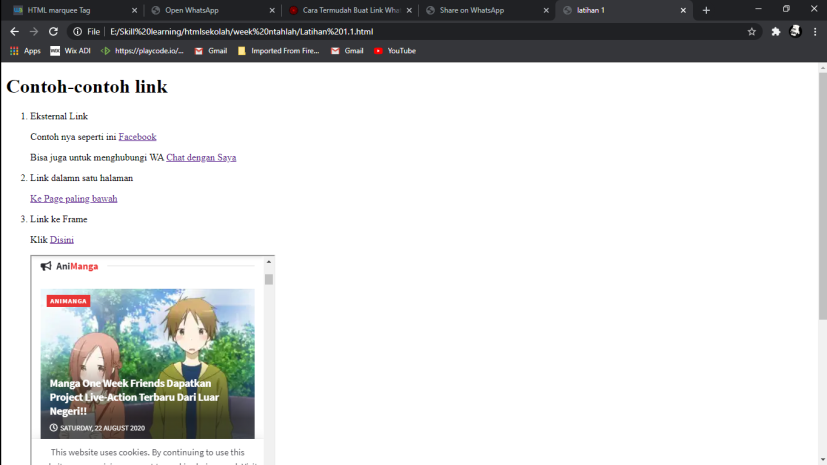 HTML marquee Tag
Open WhatsApp
Cara Termudah Buat Link What
Share on WhatsApp
latihan 1
File E:/Skill%20learning/htmlsekolah/week%20ntahlah/Latihan%201.1.html
Apps
Wix ADI
https://playcode.io/...
Gmail
Imported From Fire...
Gmail
YouTube
Contoh-contoh link
1. Eksternal Link
Contoh nya seperti ini Facebook
Bisa juga untuk menghubungi WA Chat dengan Saya
2. Link dalamn satu halaman
Ke Page paling bawah
3. Link ke Frame
Klik Disini
AniManga
ANIMANGA
Manga One Week Friends Dapatkan
Project Live-Action Terbaru Dari Luar
Negeri!!
SATURDAY, 22 AUGUST 2020
This website uses cookies. By continuing to use this